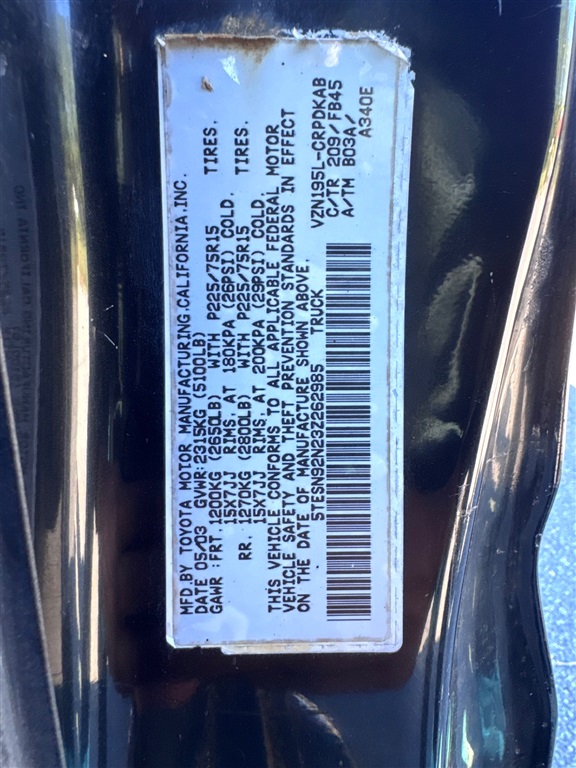 MFD.BY TOYOTA MOTOR MANUFACTURING.CALIFORNIA.INC.
DATE 05/03 GVWR:2315KG (5100LB)
GAWR:FRT.1200KG (2650LB) WITH P225/75R15 TIRES.
15X7JJ RIMS, AT 180KPA (26PSI) COLD.
RR. 1270KG (2800LB) WITH P225/75R15 TIRES.
15X7JJ RIMS, AT 200KPA (29PSI) COLD.
THIS VEHICLE CONFORMS TO ALL APPLICABLE FEDERAL MOTOR
VEHICLE SAFETY AND THEFT PREVENTION STANDARDS IN EFFECT
ON THE DATE OF MANUFACTURE SHOWN ABOVE.
5TESN92N23Z262985 TRUCK
VZN195L-CRPDKAB
C/TR 209/FB45
A/TM B03A/
A340E